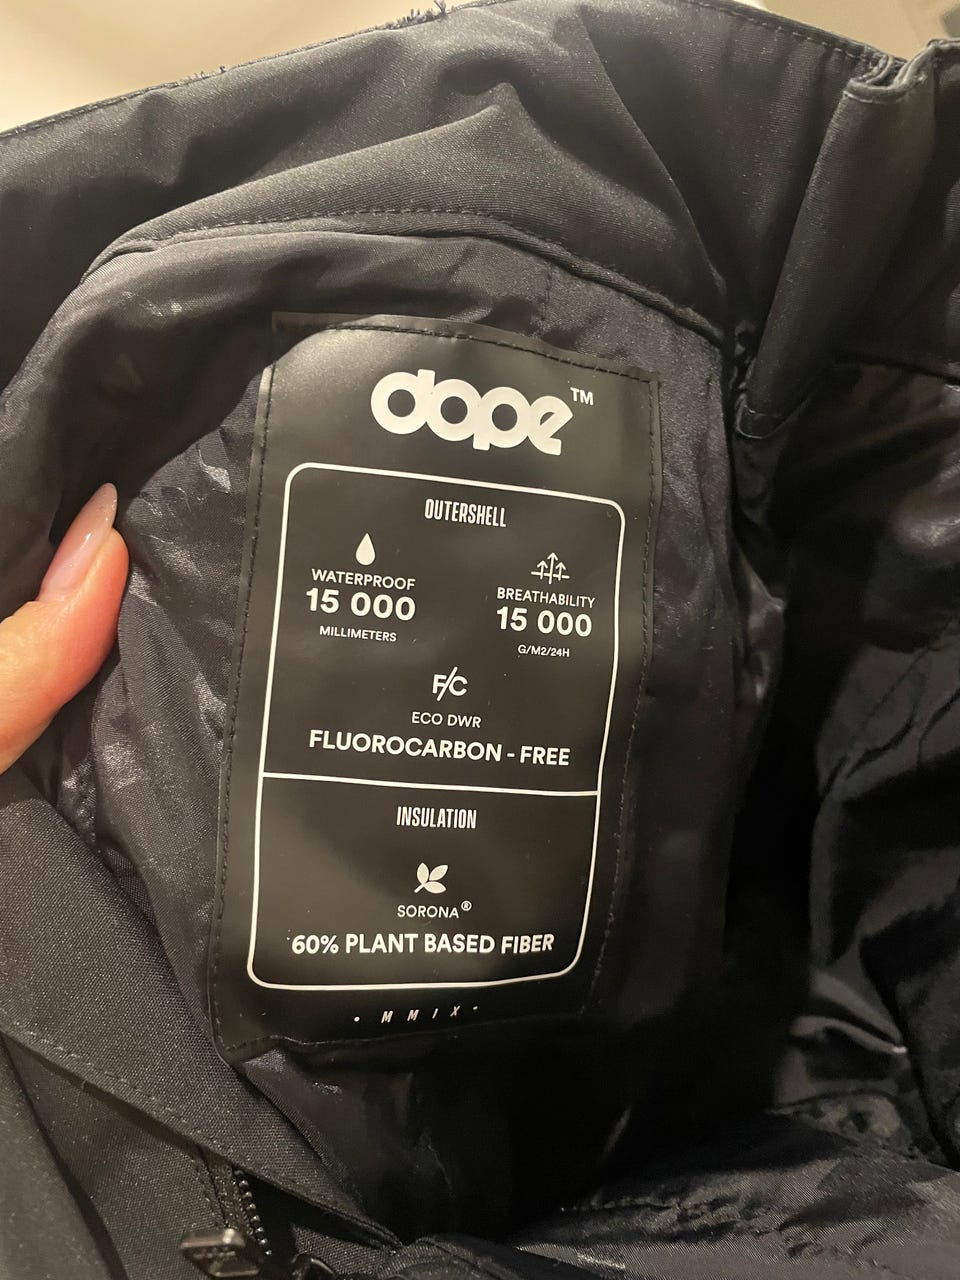 dope™
OUTERSHELL
WATERPROOF
15 000
MILLIMETERS
BREATHABILITY
15 000
G/M2/24H
F/C
ECO DWR
FLUOROCARBON - FREE
INSULATION
SORONA®
60% PLANT BASED FIBER
• M M I X •